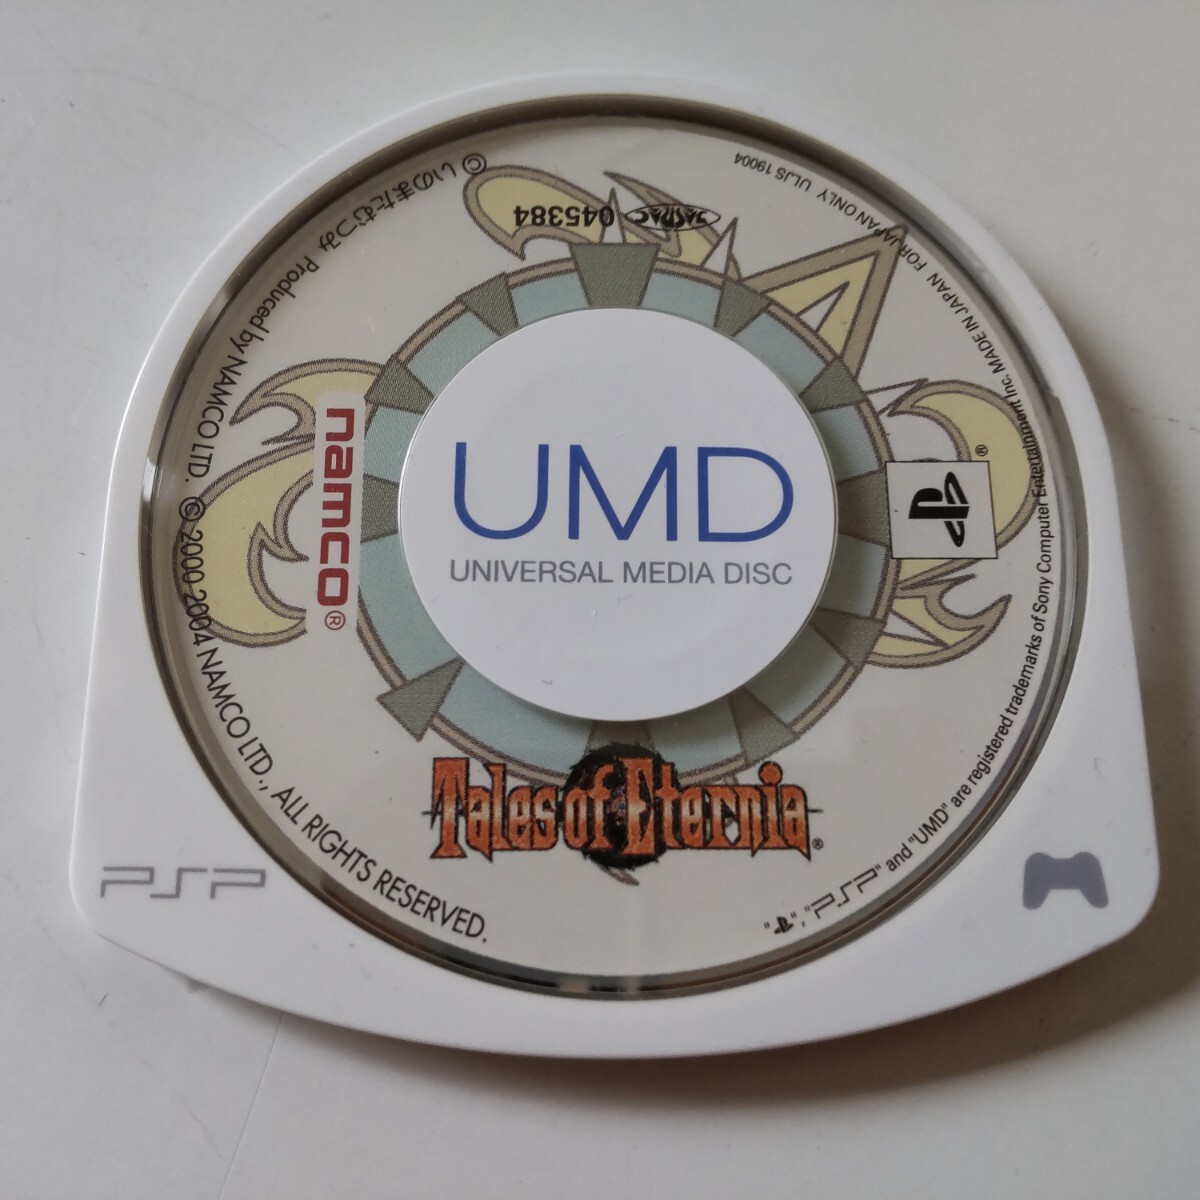 UMD
UNIVERSAL MEDIA DISC
Tales of Eternia®
namco®
PSP
JASRAC 045384
© いのまたむつみ Produced by NAMCO LTD. © 2000-2004 NAMCO LTD., ALL RIGHTS RESERVED.
", "PSP" and "UMD" are registered trademarks of Sony Computer Entertainment Inc. MADE IN JAPAN FOR JAPAN ONLY ULJS 19004
®